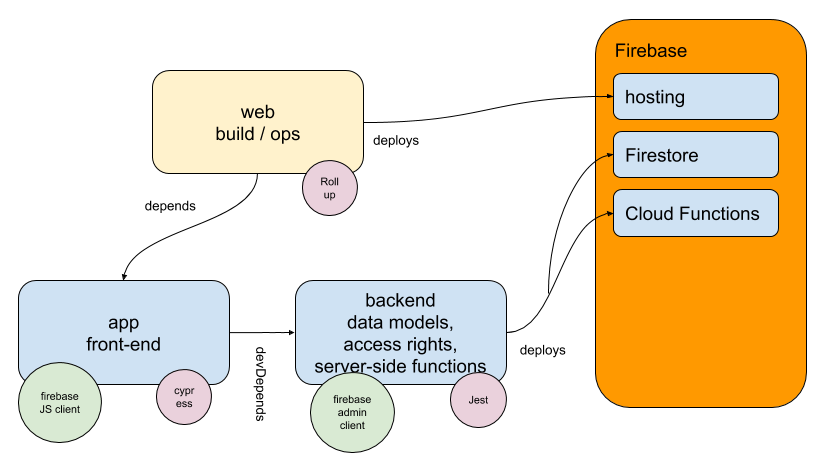 Firebase
hosting
Firestore
Cloud Functions
web
build / ops
Roll
up
deploys
depends
app
front-end
firebase
JS client
cypr
ess
devDepends
backend
data models,
access rights,
server-side functions
firebase
admin
client
Jest
deploys